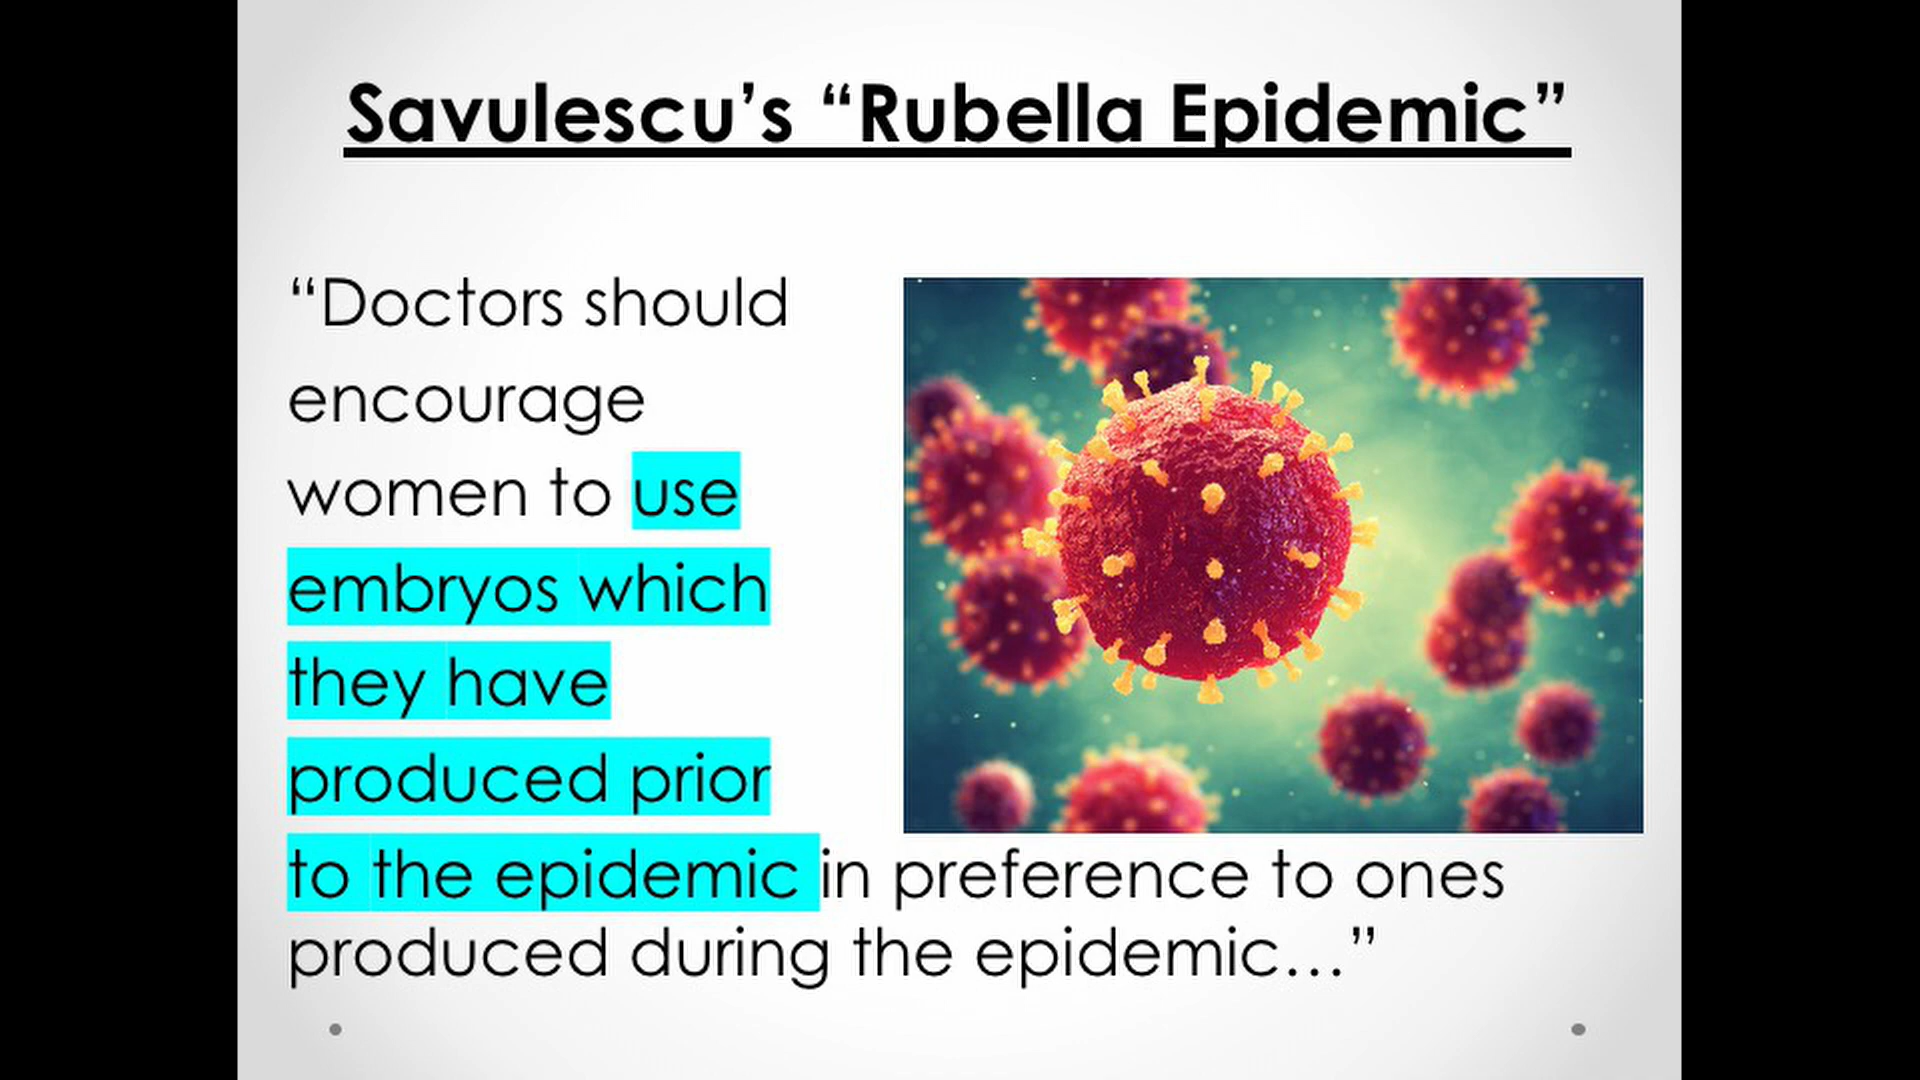 Savulescu’s “Rubella Epidemic”
“Doctors should
encourage
women to use
embryos which
they have
produced prior
to the epidemic in preference to ones
produced during the epidemic…”